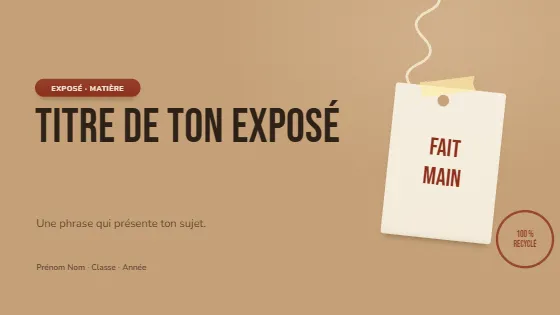 EXPOSÉ · MATIÈRE
TITRE DE TON EXPOSÉ
Une phrase qui présente ton sujet.
Prénom Nom · Classe · Année
FAIT
MAIN
100 %
RECYCLÉ